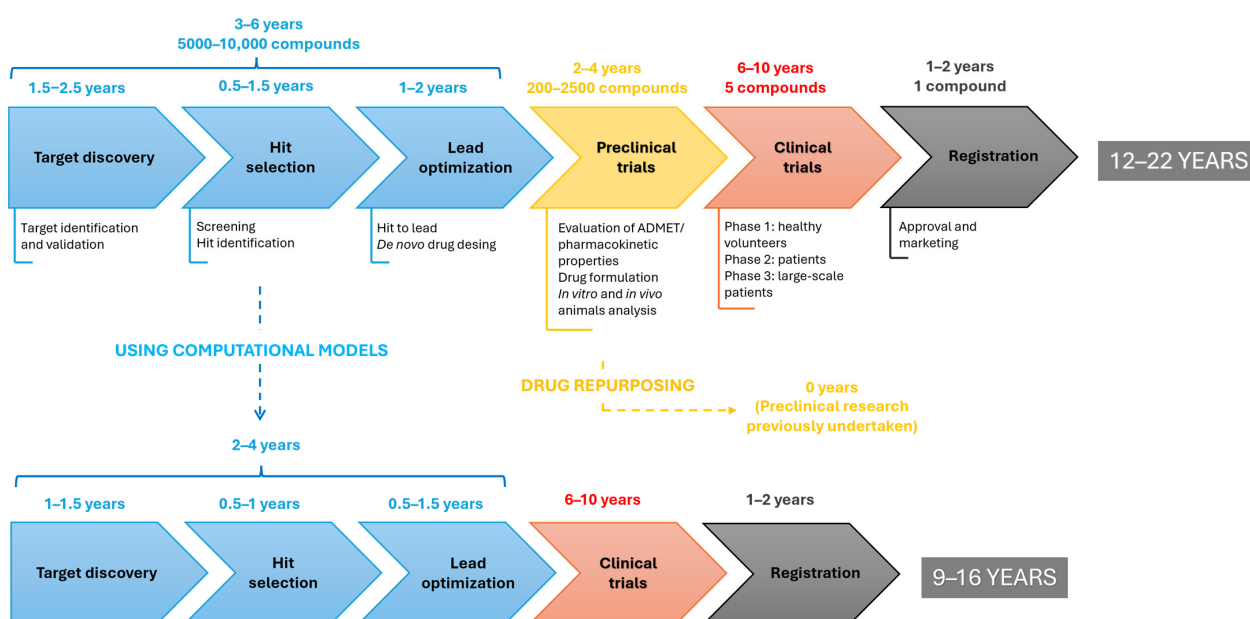 3–6 years
5000–10,000 compounds
1.5–2.5 years
0.5–1.5 years
1–2 years
2–4 years
200–2500 compounds
6–10 years
5 compounds
1–2 years
1 compound
Target discovery
Hit
selection
Lead
optimization
Preclinical
trials
Clinical
trials
Registration
12–22 YEARS
Target identification
and validation
Screening
Hit identification
Hit to lead
De novo drug desing
Evaluation of ADMET/
pharmacokinetic
properties
Drug formulation
In vitro and in vivo
animals analysis
Phase 1: healthy
volunteers
Phase 2: patients
Phase 3: large-scale
patients
Approval and
marketing
USING COMPUTATIONAL MODELS
DRUG REPURPOSING
0 years
(Preclinical research
previously undertaken)
2–4 years
1–1.5 years
0.5–1 years
0.5–1.5 years
6–10 years
1–2 years
Target discovery
Hit
selection
Lead
optimization
Clinical
trials
Registration
9–16 YEARS